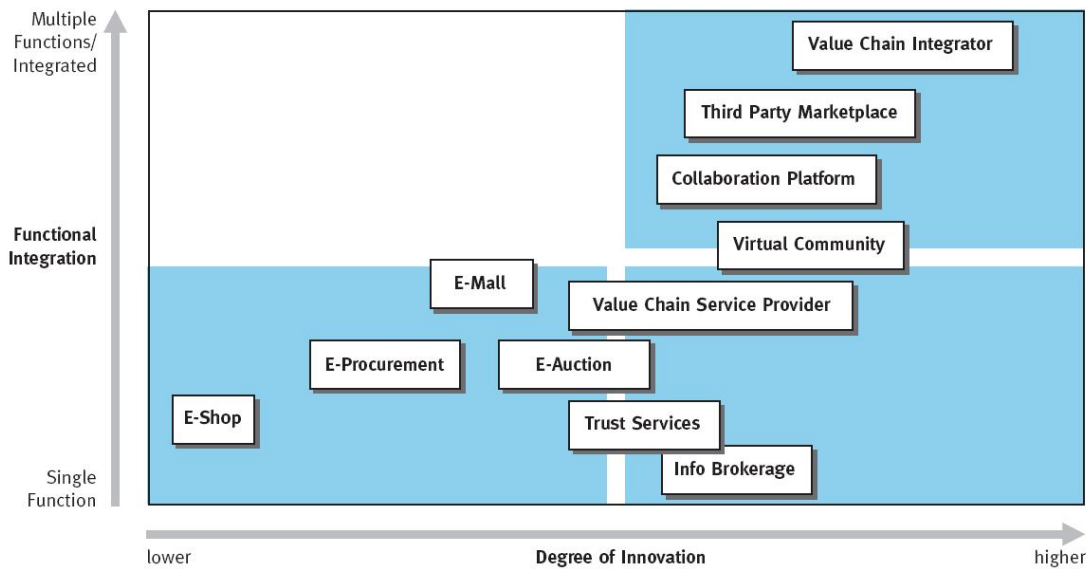 Multiple
Functions/
Integrated
Value Chain Integrator
Third Party Marketplace
Collaboration Platform
Functional
Integration
Virtual Community
E-Mall
Value Chain Service Provider
E-Procurement
E-Auction
E-Shop
Trust Services
Info Brokerage
Single
Function
lower
Degree of Innovation
higher